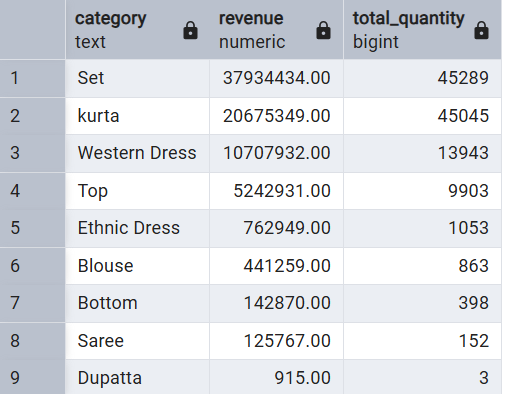 category revenue total_quantity
text numeric bigint
1 Set 37934434.00 45289
2 kurta 20675349.00 45045
3 Western Dress 10707932.00 13943
4 Top 5242931.00 9903
5 Ethnic Dress 762949.00 1053
6 Blouse 441259.00 863
7 Bottom 142870.00 398
8 Saree 125767.00 152
9 Dupatta 915.00 3